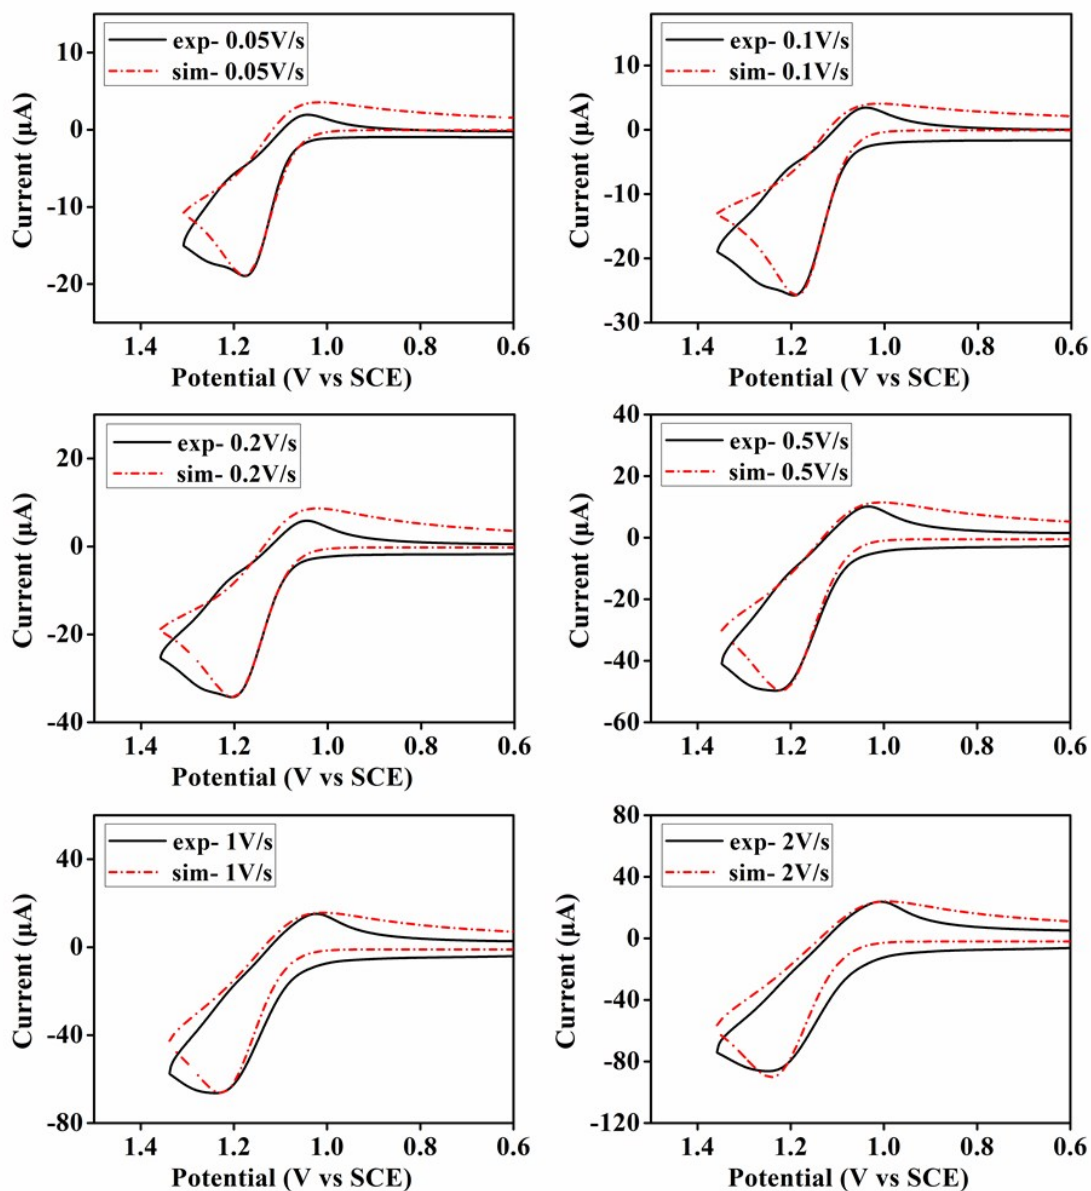 exp- 0.05V/s
sim- 0.05V/s
10
0
-10
-20
Current (µA)
1.4 1.2 1.0 0.8 0.6
Potential (V vs SCE)
exp- 0.1V/s
sim- 0.1V/s
10
0
-10
-20
-30
Current (µA)
1.4 1.2 1.0 0.8 0.6
Potential (V vs SCE)
exp- 0.2V/s
sim- 0.2V/s
20
0
-20
-40
Current (µA)
1.4 1.2 1.0 0.8 0.6
Potential (V vs SCE)
exp- 0.5V/s
sim- 0.5V/s
40
20
0
-20
-40
-60
Current (µA)
1.4 1.2 1.0 0.8 0.6
exp- 1V/s
sim- 1V/s
40
0
-40
-80
Current (µA)
1.4 1.2 1.0 0.8 0.6
Potential (V vs SCE)
exp- 2V/s
sim- 2V/s
80
40
0
-40
-80
-120
Current (µA)
1.4 1.2 1.0 0.8 0.6
Potential (V vs SCE)